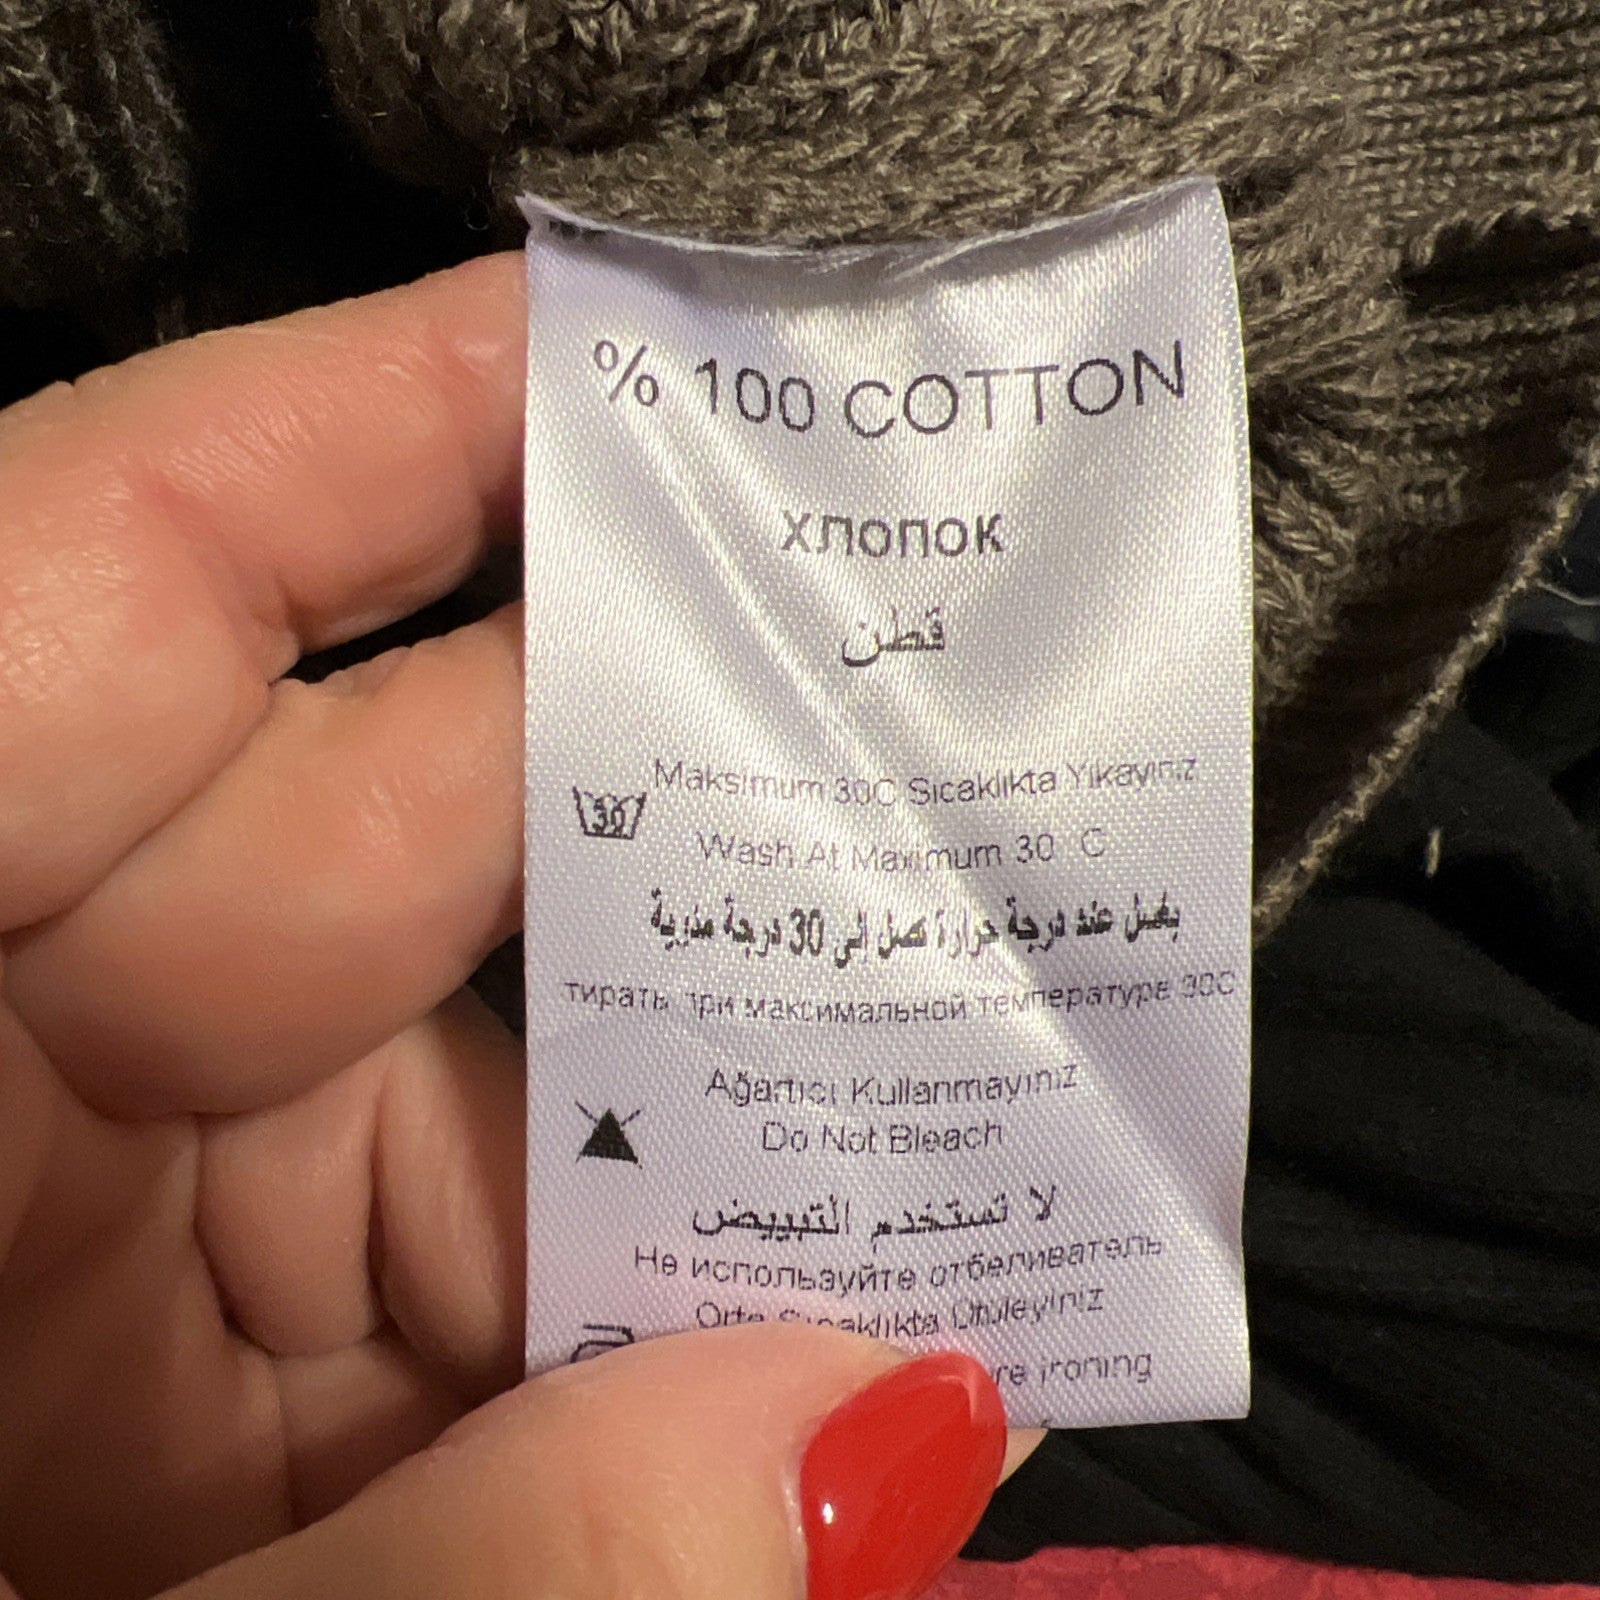 % 100 COTTON
хлопок
قطن
Maksimum 30C Sıcaklıkta Yıkayınız
30
Wash At Maximum 30 C
يغسل عند درجة حرارة تصل إلى 30 درجة مئوية
тирать при максимальной температуре 30C
Ağartıcı Kullanmayınız
Do Not Bleach
لا تستخدم التبييض
Не используйте отбеливатель
Orta Sıcaklıkta Ütüleyiniz
ironing